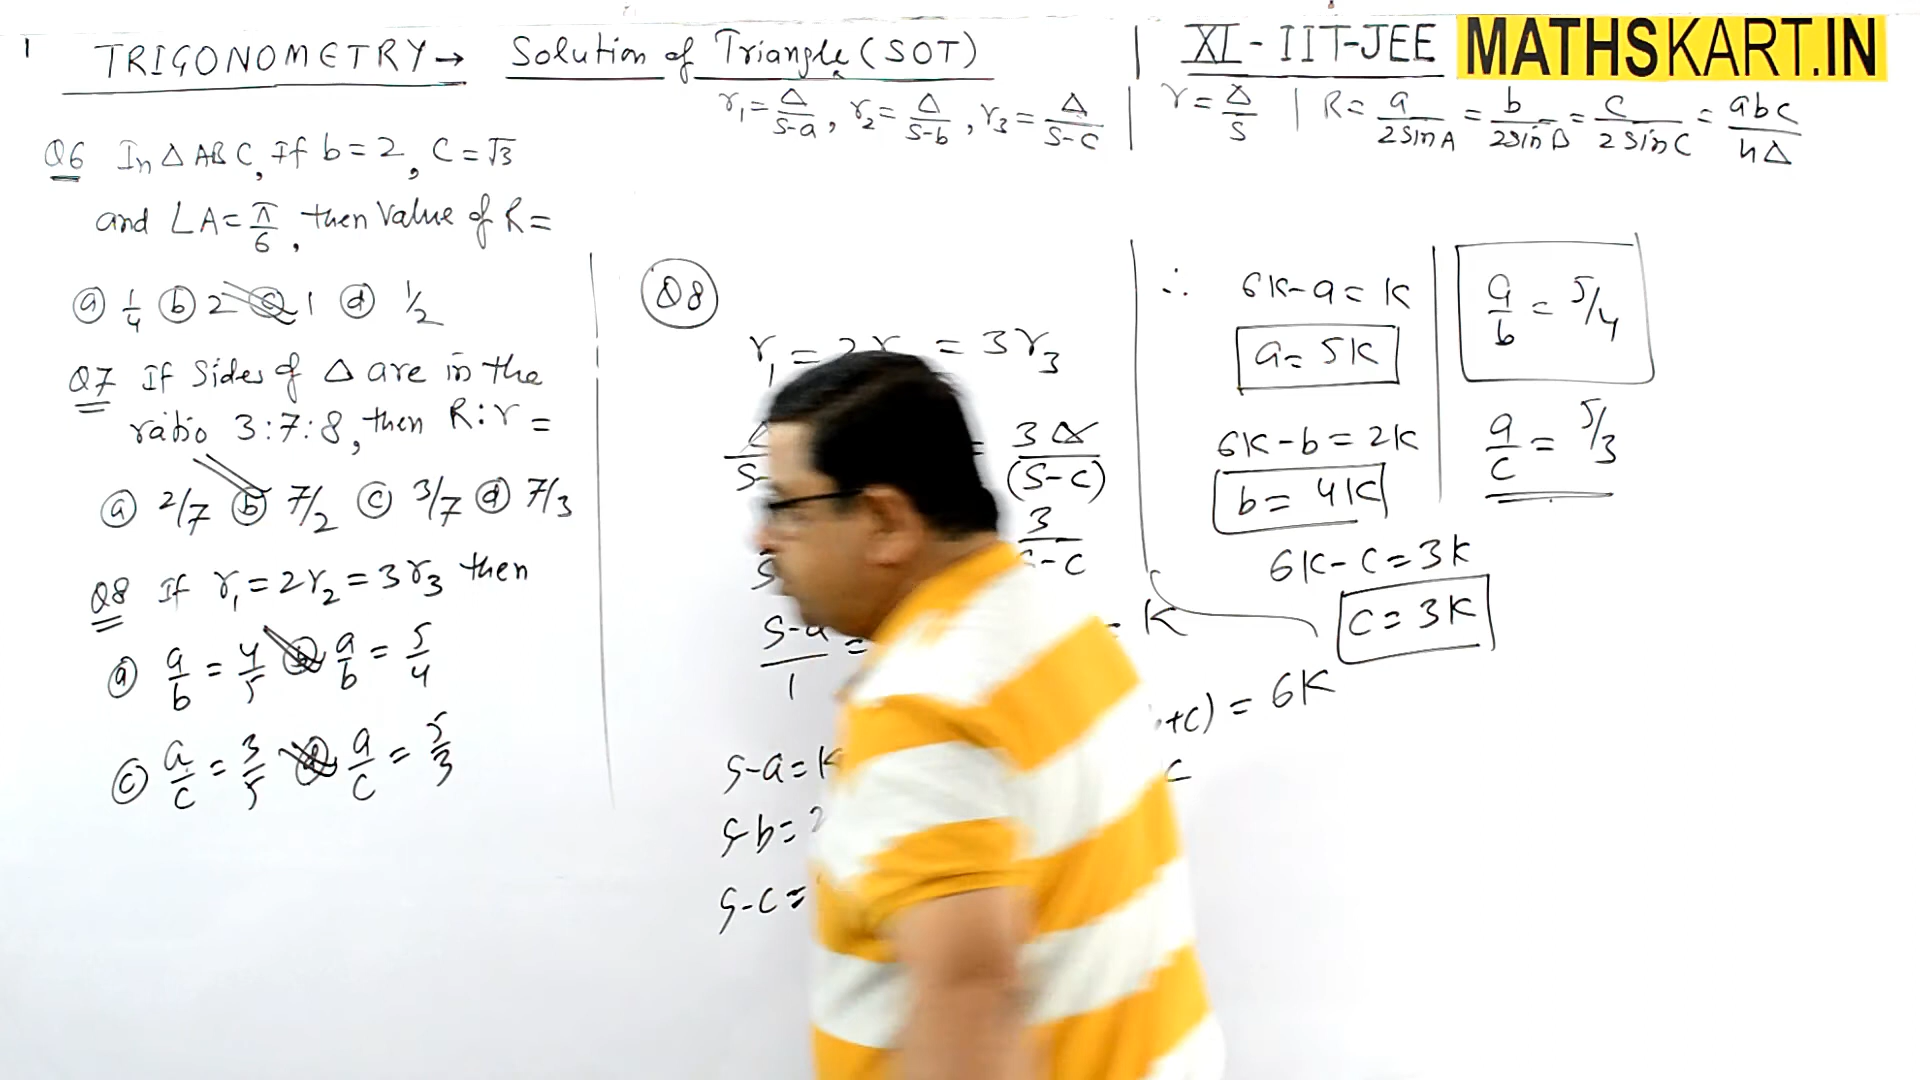 1
TRIGONOMETRY → Solution of Triangle (SOT) | XI - IIT-JEE
MATHSKART.IN
r₁ = Δ/(s-a), r₂ = Δ/(s-b), r₃ = Δ/(s-c) | r = Δ/s | R = a/(2 sin A) = b/(2 sin B) = c/(2 sin C) = abc/4Δ
Q6 In Δ ABC, If b = 2, c = √3
and ∠A = π/6, then Value of R =
(a) 1/4 (b) 2 (c) 1 (d) 1/2
Q7 If Sides of Δ are in the
ratio 3:7:8, then R:r =
(a) 2/7 (b) 7/2 (c) 3/7 (d) 7/3
Q8 If r₁ = 2r₂ = 3r₃ then
(a) a/b = 4/5 (b) a/b = 5/4
(c) a/c = 3/5 (d) a/c = 5/3
Q8
r₁ = 2r = 3r₃
= 3Δ/(s-c)
3/
-c
s-a/1 =
= K
+c) = 6K
c
s-a = K
s-b = 2
s-c =
∴ 6K-a = K
a = 5K
6K-b = 2K
b = 4K
6K-c = 3K
c = 3K
a/b = 5/4
a/c = 5/3